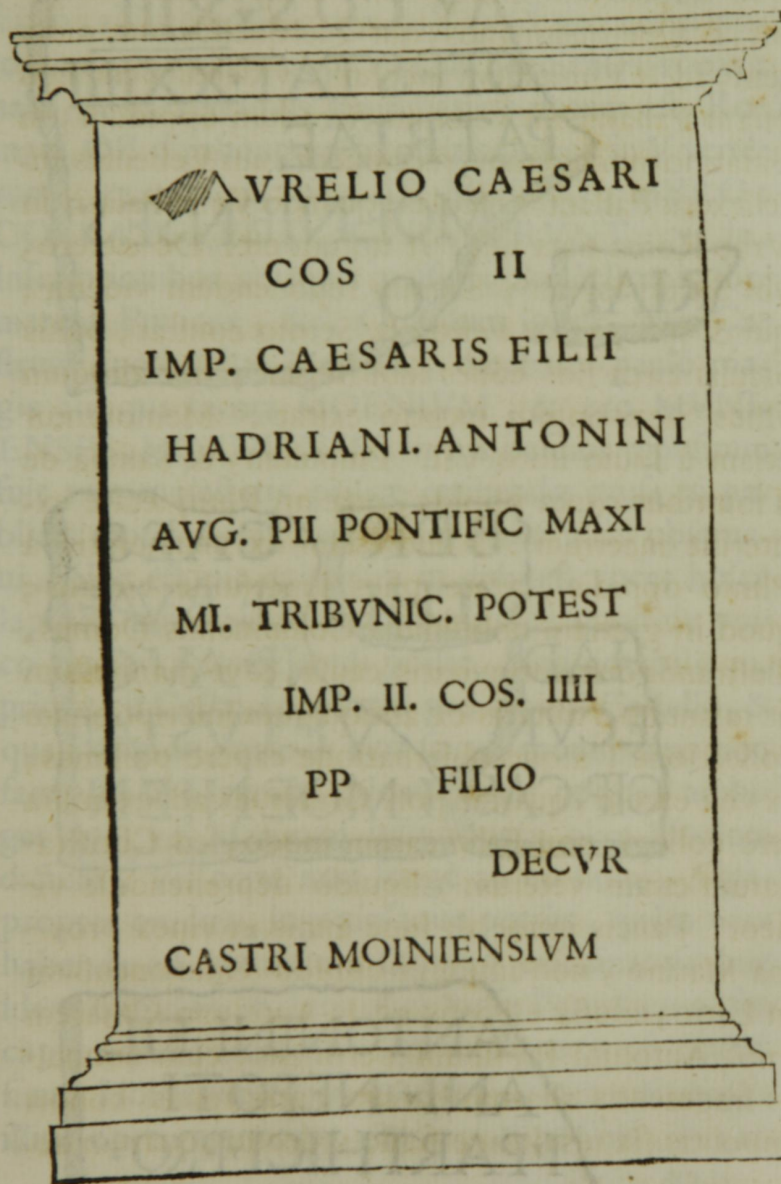 AVRELIO CAESARI
COS II
IMP. CAESARIS FILII
HADRIANI. ANTONINI
AVG. PII PONTIFIC MAXI
MI. TRIBVNIC. POTEST
IMP. II. COS. IIII
PP FILIO
DECVR
CASTRI MOINIENSIVM